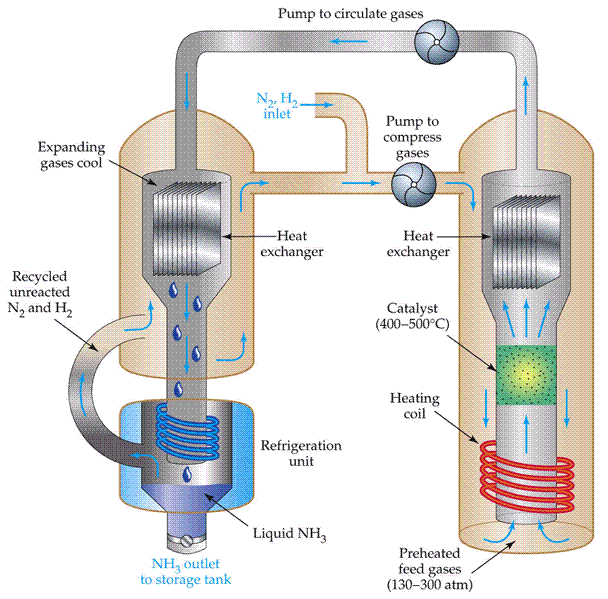 Pump to circulate gases
N₂, H₂
inlet
Pump to
compress
gases
Expanding
gases cool
Heat
exchanger
Heat
exchanger
Recycled
unreacted
N₂ and H₂
Catalyst
(400–500°C)
Heating
coil
Refrigeration
unit
Liquid NH₃
NH₃ outlet
to storage tank
Preheated
feed gases
(130–300 atm)